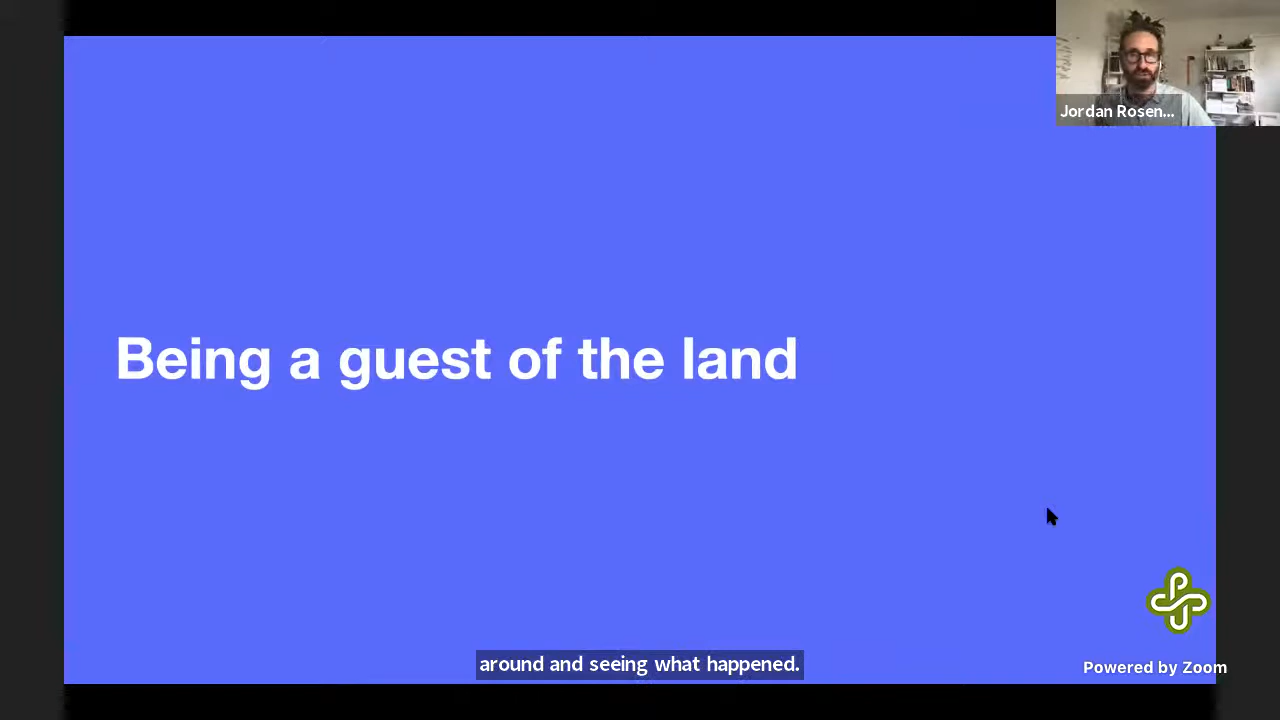 Jordan Rosen...
Being a guest of the land
around and seeing what happened.
Powered by Zoom